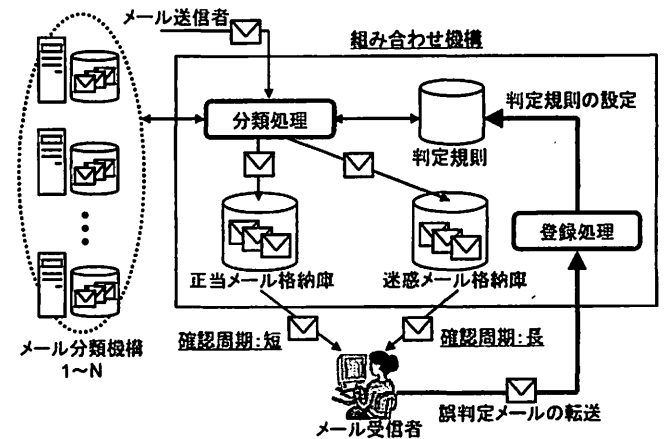 メール送信者
組み合わせ機構
分類処理
判定規則
判定規則の設定
登録処理
正当メール格納庫
迷惑メール格納庫
メール分類機構
1～N
確認周期:短
確認周期:長
メール受信者
誤判定メールの転送